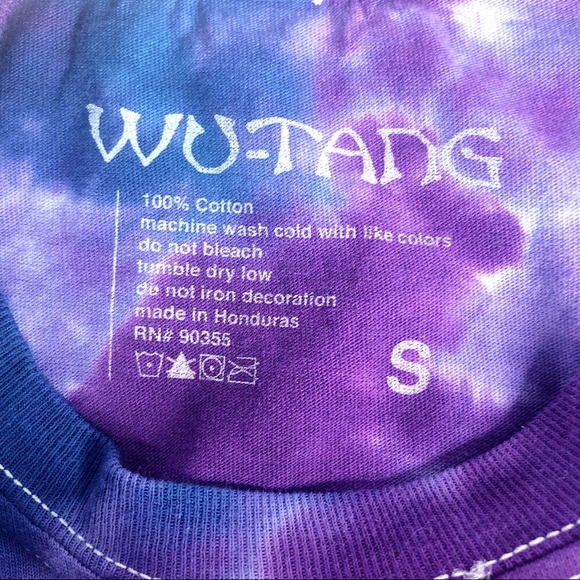 WU-TANG
100% Cotton
machine wash cold with like colors
do not bleach
tumble dry low
do not iron decoration
made in Honduras
RN# 90355
S